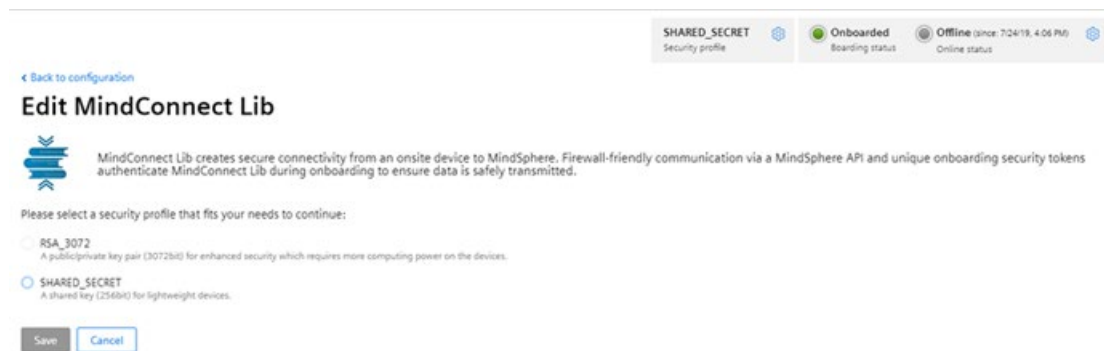 SHARED_SECRET
Security profile
Onboarded
Boarding status
Offline (since: 7/24/19, 4:06 PM)
Online status
< Back to configuration
Edit MindConnect Lib
MindConnect Lib creates secure connectivity from an onsite device to MindSphere. Firewall-friendly communication via a MindSphere API and unique onboarding security tokens
authenticate MindConnect Lib during onboarding to ensure data is safely transmitted.
Please select a security profile that fits your needs to continue:
RSA_3072
A public/private key pair (3072bit) for enhanced security which requires more computing power on the devices.
SHARED_SECRET
A shared key (256bit) for lightweight devices.
Save Cancel